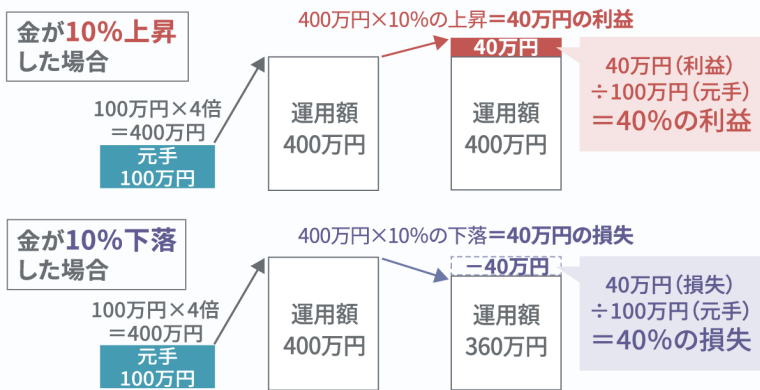 金が10%上昇
した場合
400万円×10%の上昇＝40万円の利益
100万円×4倍
＝400万円
元手
100万円
運用額
400万円
40万円
運用額
400万円
40万円（利益）
÷100万円（元手）
＝40%の利益
金が10%下落
した場合
400万円×10%の下落＝40万円の損失
100万円×4倍
＝400万円
元手
100万円
運用額
400万円
−40万円
運用額
360万円
40万円（損失）
÷100万円（元手）
＝40%の損失